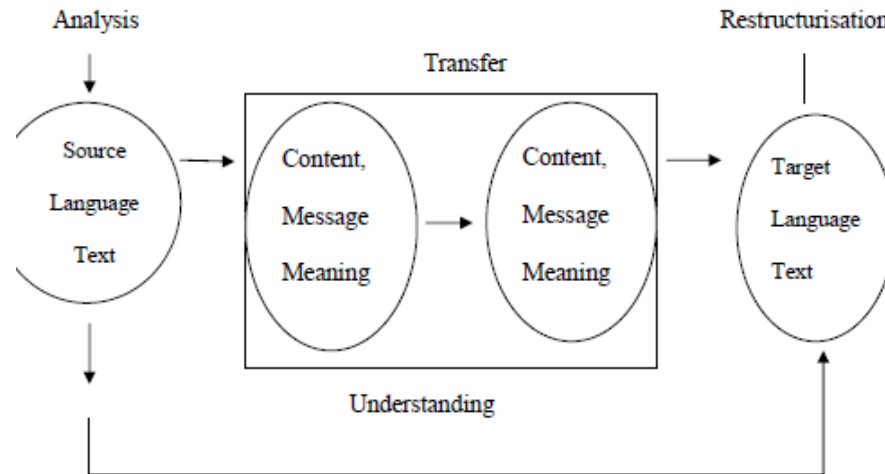 Analysis
Restructurisation
Transfer
Source
Language
Text
Content,
Message
Meaning
Content,
Message
Meaning
Target
Language
Text
Understanding